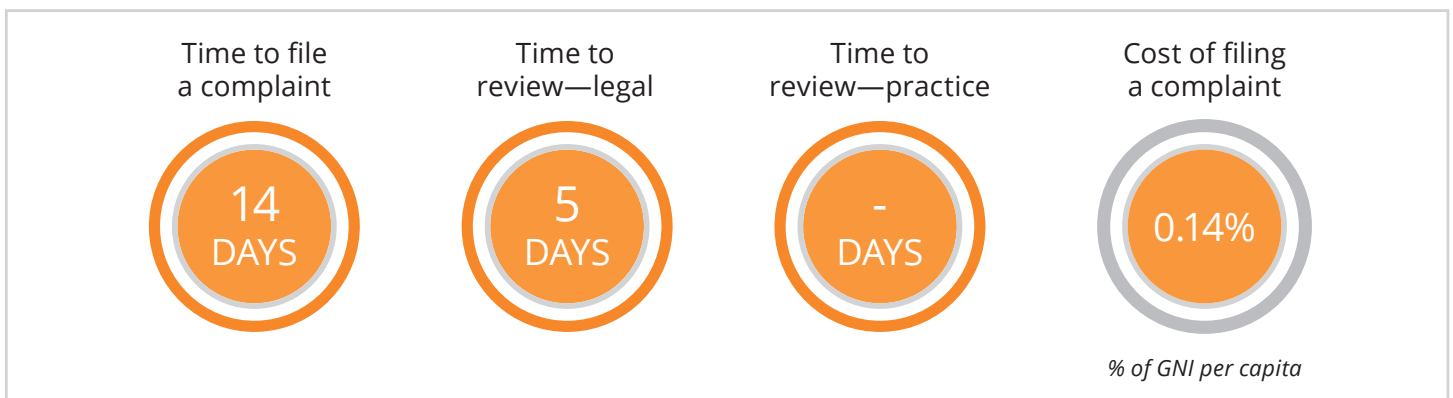 Time to file
a complaint
14
DAYS
Time to
review—legal
5
DAYS
Time to
review—practice
-
DAYS
Cost of filing
a complaint
0.14%
% of GNI per capita